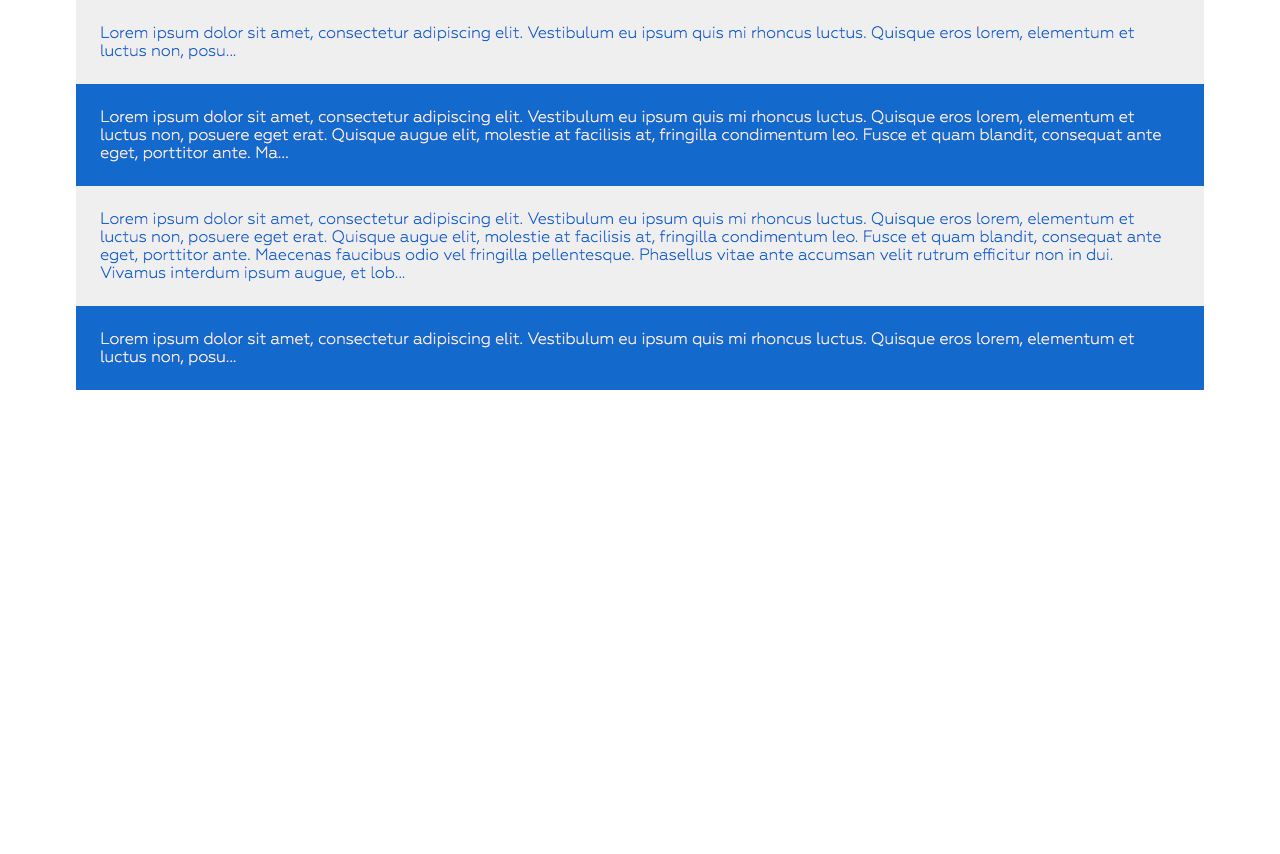 Lorem ipsum dolor sit amet, consectetur adipiscing elit. Vestibulum eu ipsum quis mi rhoncus luctus. Quisque eros lorem, elementum et
luctus non, posu...
Lorem ipsum dolor sit amet, consectetur adipiscing elit. Vestibulum eu ipsum quis mi rhoncus luctus. Quisque eros lorem, elementum et
luctus non, posuere eget erat. Quisque augue elit, molestie at facilisis at, fringilla condimentum leo. Fusce et quam blandit, consequat ante
eget, porttitor ante. Ma...
Lorem ipsum dolor sit amet, consectetur adipiscing elit. Vestibulum eu ipsum quis mi rhoncus luctus. Quisque eros lorem, elementum et
luctus non, posuere eget erat. Quisque augue elit, molestie at facilisis at, fringilla condimentum leo. Fusce et quam blandit, consequat ante
eget, porttitor ante. Maecenas faucibus odio vel fringilla pellentesque. Phasellus vitae ante accumsan velit rutrum efficitur non in dui.
Vivamus interdum ipsum augue, et lob...
Lorem ipsum dolor sit amet, consectetur adipiscing elit. Vestibulum eu ipsum quis mi rhoncus luctus. Quisque eros lorem, elementum et
luctus non, posu...